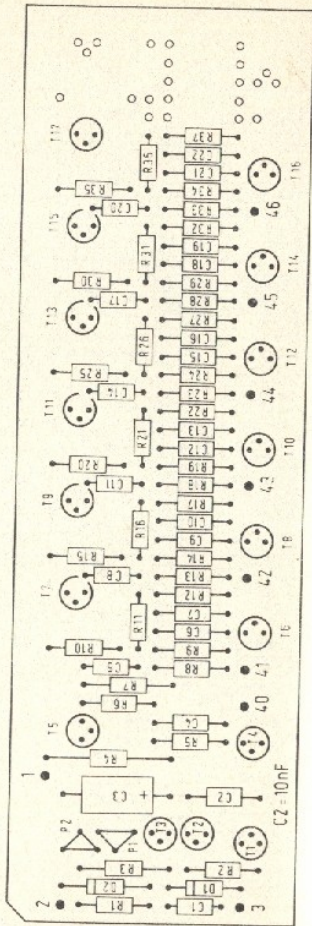 T17
R37
R35
C22
C21
T16
R35
R34
C20
R33
46
T15
R32
C19
R31
C18
T14
R30
R29
C17
R28
45
T13
R27
C16
R26
C15
T12
R25
R24
C14
R23
44
T11
R22
C13
R21
C12
T10
R20
R19
C11
R18
43
T9
R17
C10
R16
C9
T8
R15
R14
C8
R13
42
T7
R12
C7
R11
C6
T6
R10
R9
C5
R8
41
R7
R6
40
T5
C4
R5
T4
R4
1
C3 +
CZ
CZ=10nF
P2
P1
T3
T2
T1
R3
R2
D2
D1
R1
C1
2
3